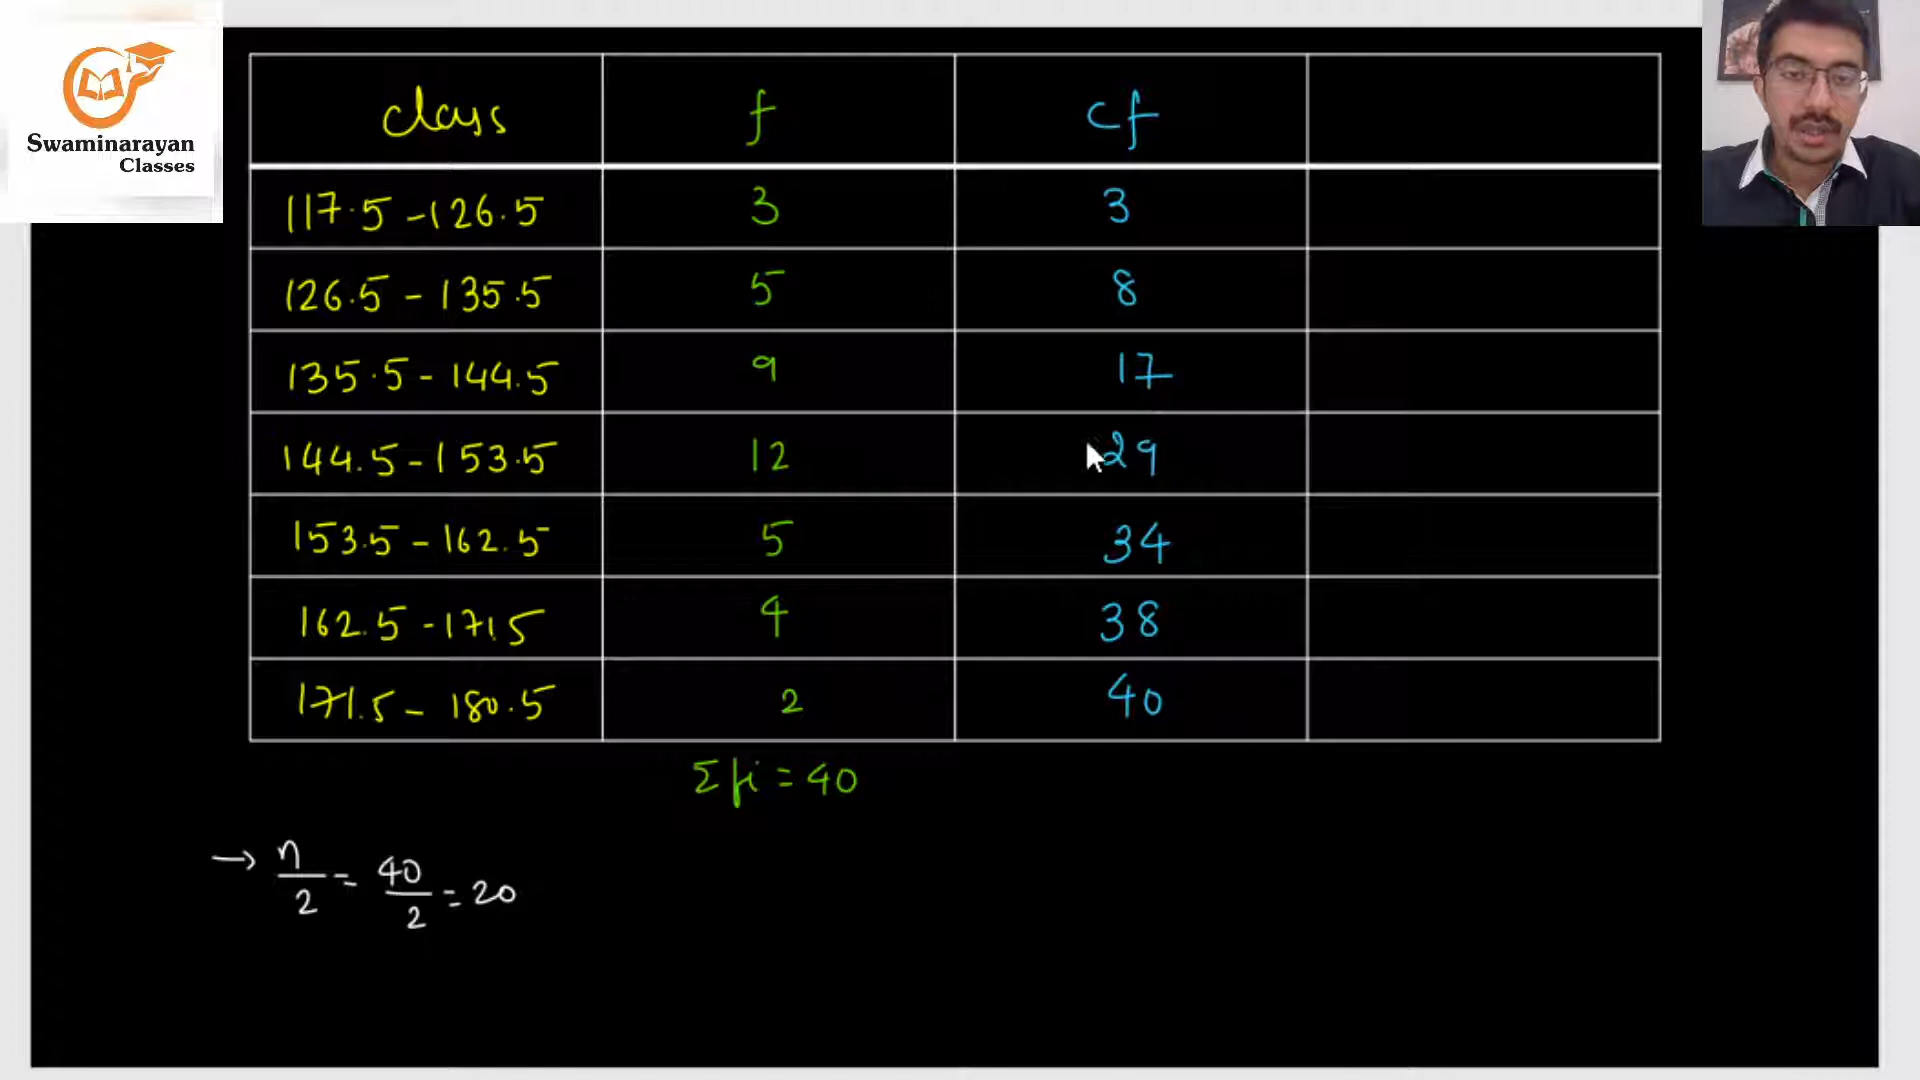 Swaminarayan
Classes
class f cf
117.5 - 126.5 3 3
126.5 - 135.5 5 8
135.5 - 144.5 9 17
144.5 - 153.5 12 29
153.5 - 162.5 5 34
162.5 - 171.5 4 38
171.5 - 180.5 2 40
Σfi = 40
→ n/2 = 40/2 = 20